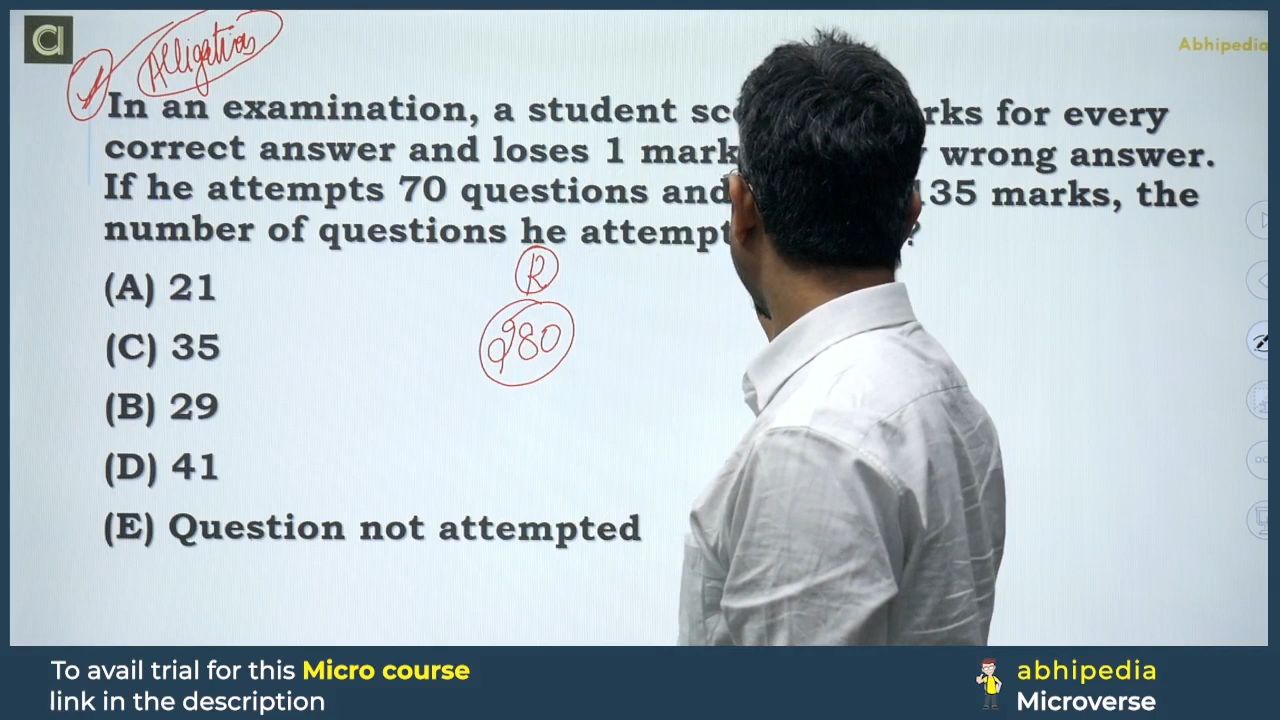 Alligation
Abhipedia
In an examination, a student sc rks for every
correct answer and loses 1 mark wrong answer.
If he attempts 70 questions and 135 marks, the
number of questions he attempt ?
R
(A) 21
280
(C) 35
(B) 29
(D) 41
(E) Question not attempted
To avail trial for this Micro course
link in the description
abhipedia
Microverse